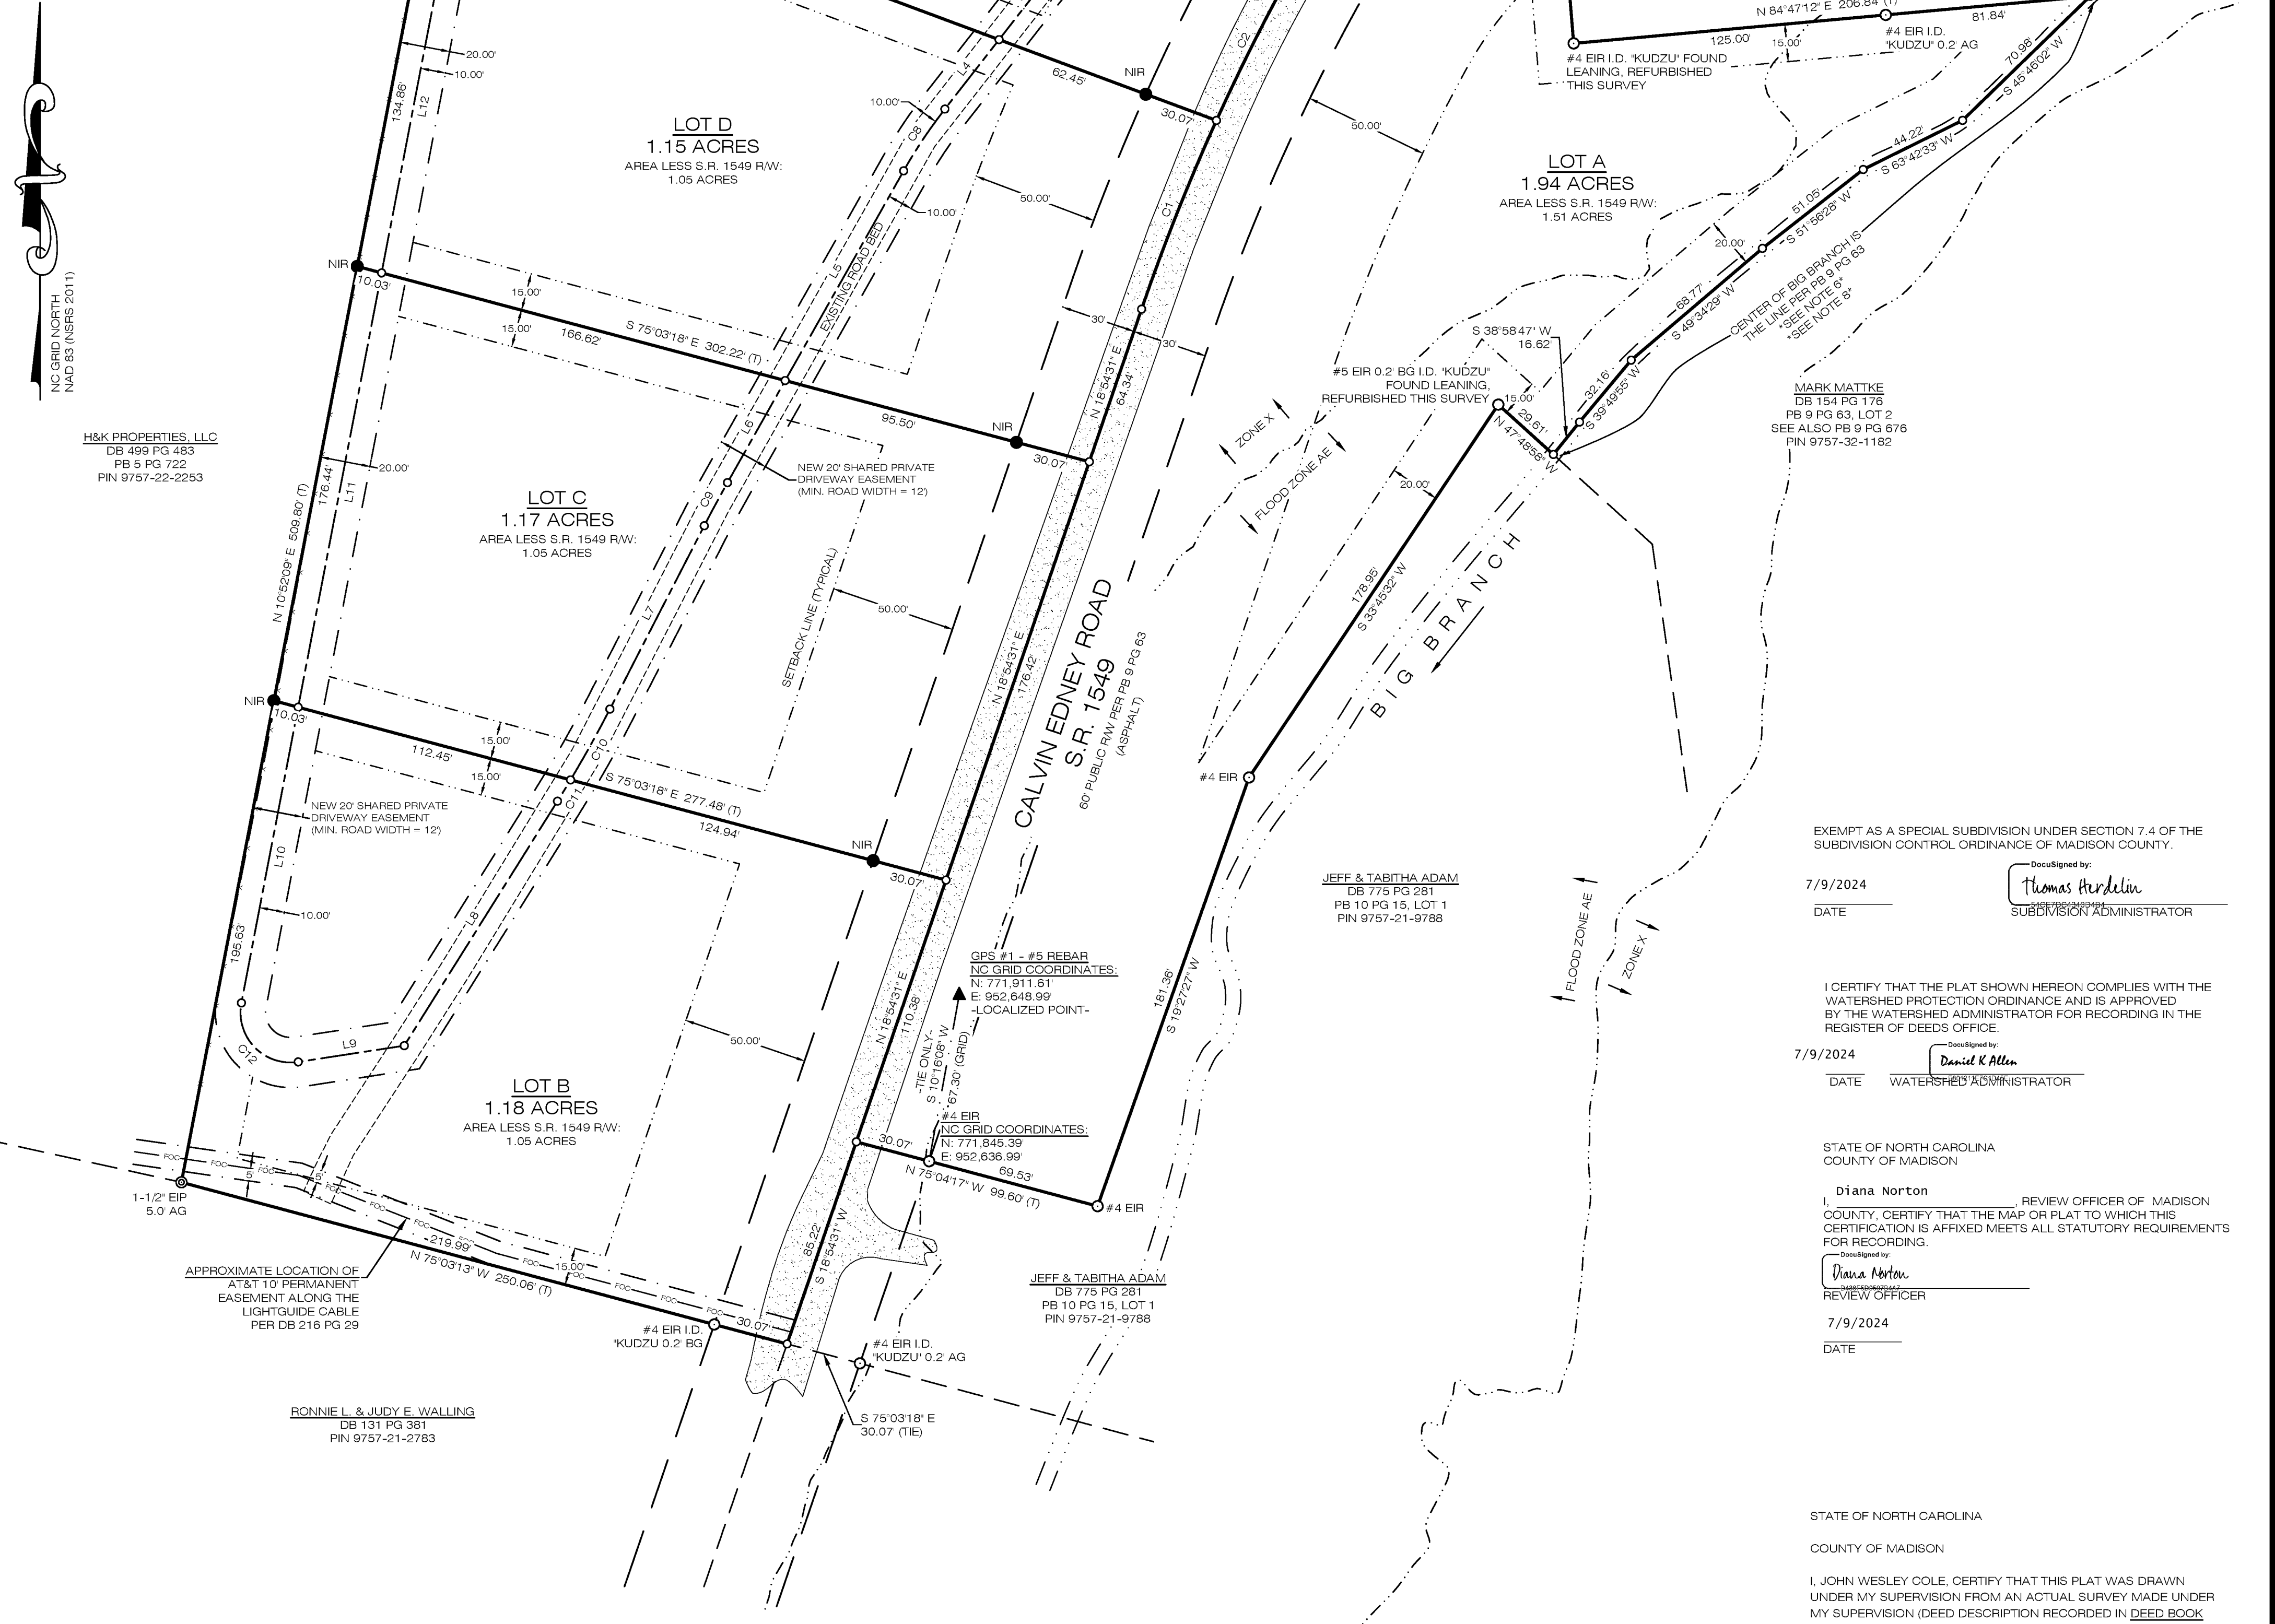 NC GRID NORTH
NAD 83 (NSRS 2011)
134.86'
L12
20.00'
10.00'
LOT D
1.15 ACRES
AREA LESS S.R. 1549 R/W:
1.05 ACRES
L4
10.00'
C8
10.00'
62.45'
NIR
30.07'
C2
C1
50.00'
50.00'
N 84°47'12" E 206.84' (T)
125.00'
15.00'
81.84'
#4 EIR I.D.
"KUDZU" 0.2' AG
#4 EIR I.D. "KUDZU" FOUND
LEANING, REFURBISHED
THIS SURVEY
LOT A
1.94 ACRES
AREA LESS S.R. 1549 R/W:
1.51 ACRES
70.98'
S 45°46'02" W
44.22'
S 63°42'33" W
51.05'
S 51°56'28" W
20.00'
68.77'
S 49°34'29" W
CENTER OF BIG BRANCH IS
THE LINE PER PB 9 PG 63
*SEE NOTE 6*
*SEE NOTE 8*
S 38°58'47" W
16.62'
32.16'
S 39°49'55" W
#5 EIR 0.2' BG I.D. "KUDZU"
FOUND LEANING,
REFURBISHED THIS SURVEY
15.00'
29.61'
N 47°48'58" W
MARK MATTKE
DB 154 PG 176
PB 9 PG 63, LOT 2
SEE ALSO PB 9 PG 676
PIN 9757-32-1182
NIR
10.03'
15.00'
15.00'
S 75°03'18" E 302.22' (T)
166.62'
L5
EXISTING ROAD BED
95.50'
NIR
30.07'
30'
30'
N 18°54'31" E
64.34'
ZONE X
FLOOD ZONE AE
20.00'
178.95'
S 33°45'32" W
BIG BRANCH
H&K PROPERTIES, LLC
DB 499 PG 483
PB 5 PG 722
PIN 9757-22-2253
N 10°52'09" E 509.80' (T)
176.44'
L11
20.00'
LOT C
1.17 ACRES
AREA LESS S.R. 1549 R/W:
1.05 ACRES
L6
C9
L7
NEW 20' SHARED PRIVATE
DRIVEWAY EASEMENT
(MIN. ROAD WIDTH = 12')
SETBACK LINE (TYPICAL)
50.00'
N 18°54'31" E
176.42'
CALVIN EDNEY ROAD
S.R. 1549
60' PUBLIC R/W PER PB 9 PG 63
(ASPHALT)
NIR
10.03'
112.45'
15.00'
15.00'
C10
C11
S 75°03'18" E 277.48' (T)
124.94'
NIR
30.07'
#4 EIR
NEW 20' SHARED PRIVATE
DRIVEWAY EASEMENT
(MIN. ROAD WIDTH = 12')
L10
10.00'
195.63'
L8
L9
C12
50.00'
LOT B
1.18 ACRES
AREA LESS S.R. 1549 R/W:
1.05 ACRES
N 18°54'31" E
110.38'
GPS #1 - #5 REBAR
NC GRID COORDINATES:
N: 771,911.61'
E: 952,648.99'
-LOCALIZED POINT-
-TIE ONLY-
S 10°16'08" W
67.30' (GRID)
#4 EIR
NC GRID COORDINATES:
N: 771,845.39'
E: 952,636.99'
30.07'
69.53'
N 75°04'17" W 99.60' (T)
#4 EIR
181.36'
S 19°27'27" W
JEFF & TABITHA ADAM
DB 775 PG 281
PB 10 PG 15, LOT 1
PIN 9757-21-9788
FLOOD ZONE AE
ZONE X
FOC
FOC
FOC
FOC
5'
5'
1-1/2" EIP
5.0' AG
FOC
FOC
FOC
FOC
FOC
FOC
219.99'
N 75°03'13" W 250.06' (T)
15.00'
85.22'
S 18°54'31" W
30.07'
APPROXIMATE LOCATION OF
AT&T 10' PERMANENT
EASEMENT ALONG THE
LIGHTGUIDE CABLE
PER DB 216 PG 29
#4 EIR I.D.
"KUDZU 0.2' BG
#4 EIR I.D.
"KUDZU" 0.2' AG
S 75°03'18" E
30.07' (TIE)
JEFF & TABITHA ADAM
DB 775 PG 281
PB 10 PG 15, LOT 1
PIN 9757-21-9788
RONNIE L. & JUDY E. WALLING
DB 131 PG 381
PIN 9757-21-2783
EXEMPT AS A SPECIAL SUBDIVISION UNDER SECTION 7.4 OF THE
SUBDIVISION CONTROL ORDINANCE OF MADISON COUNTY.
DocuSigned by:
7/9/2024
Thomas Herdelin
DATE
SUBDIVISION ADMINISTRATOR
I CERTIFY THAT THE PLAT SHOWN HEREON COMPLIES WITH THE
WATERSHED PROTECTION ORDINANCE AND IS APPROVED
BY THE WATERSHED ADMINISTRATOR FOR RECORDING IN THE
REGISTER OF DEEDS OFFICE.
DocuSigned by:
7/9/2024
Daniel K Allen
DATE
WATERSHED ADMINISTRATOR
STATE OF NORTH CAROLINA
COUNTY OF MADISON
I, Diana Norton, REVIEW OFFICER OF MADISON
COUNTY, CERTIFY THAT THE MAP OR PLAT TO WHICH THIS
CERTIFICATION IS AFFIXED MEETS ALL STATUTORY REQUIREMENTS
FOR RECORDING.
DocuSigned by:
Diana Norton
REVIEW OFFICER
7/9/2024
DATE
STATE OF NORTH CAROLINA
COUNTY OF MADISON
I, JOHN WESLEY COLE, CERTIFY THAT THIS PLAT WAS DRAWN
UNDER MY SUPERVISION FROM AN ACTUAL SURVEY MADE UNDER
MY SUPERVISION (DEED DESCRIPTION RECORDED IN DEED BOOK